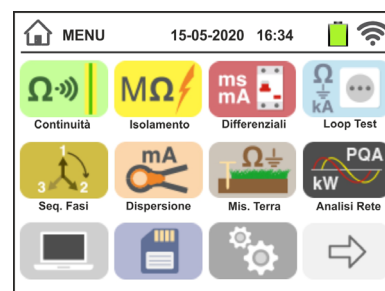 MENU 15-05-2020 16:34
Ω MΩ ms mA Ω kA
Continuità Isolamento Differenziali Loop Test
1 3 2 mA Ω PQA kW
Seq. Fasi Dispersione Mis. Terra Analisi Rete